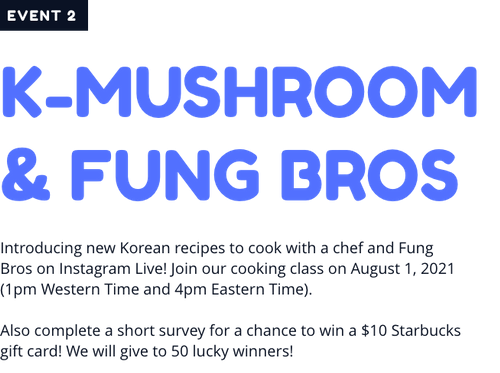 EVENT 2
K-MUSHROOM
& FUNG BROS
Introducing new Korean recipes to cook with a chef and Fung
Bros on Instagram Live! Join our cooking class on August 1, 2021
(1pm Western Time and 4pm Eastern Time).
Also complete a short survey for a chance to win a $10 Starbucks
gift card! We will give to 50 lucky winners!